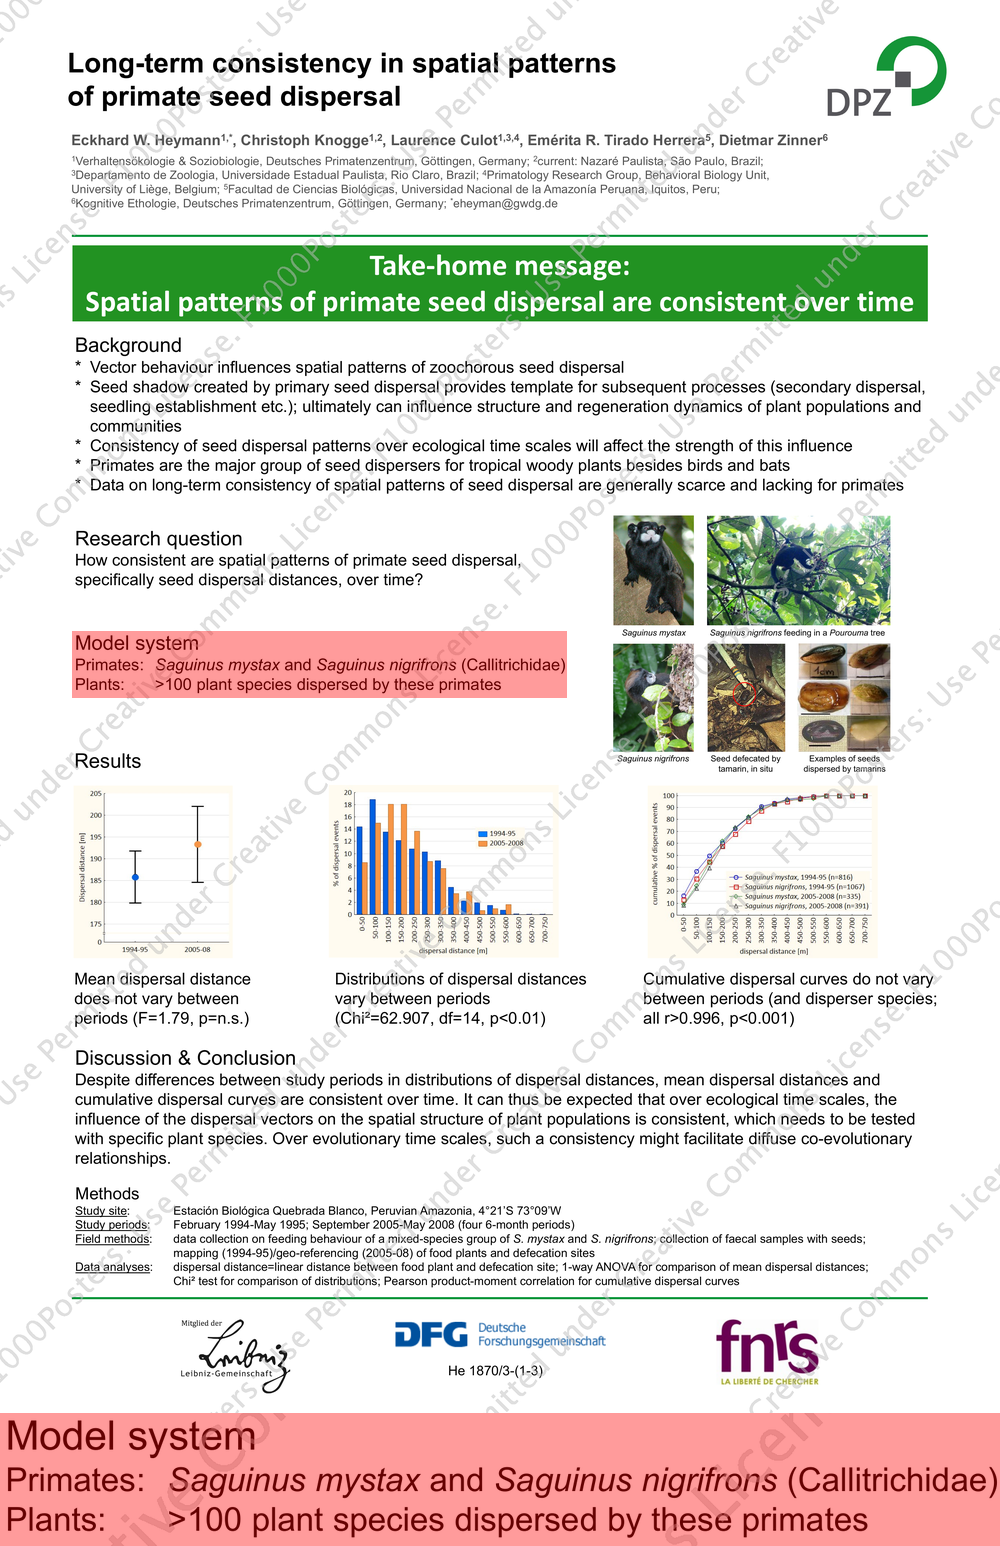 Long-term consistency in spatial patterns
of primate seed dispersal
DPZ
Eckhard W. Heymann1,*, Christoph Knogge1,2, Laurence Culot1,3,4, Emérita R. Tirado Herrera5, Dietmar Zinner6
1Verhaltensökologie & Soziobiologie, Deutsches Primatenzentrum, Göttingen, Germany; 2current: Nazaré Paulista, São Paulo, Brazil;
3Departamento de Zoologia, Universidade Estadual Paulista, Rio Claro, Brazil; 4Primatology Research Group, Behavioral Biology Unit,
University of Liège, Belgium; 5Facultad de Ciencias Biológicas, Universidad Nacional de la Amazonía Peruana, Iquitos, Peru;
6Kognitive Ethologie, Deutsches Primatenzentrum, Göttingen, Germany; *eheyman@gwdg.de
Take-home message:
Spatial patterns of primate seed dispersal are consistent over time
Background
* Vector behaviour influences spatial patterns of zoochorous seed dispersal
* Seed shadow created by primary seed dispersal provides template for subsequent processes (secondary dispersal,
seedling establishment etc.); ultimately can influence structure and regeneration dynamics of plant populations and
communities
* Consistency of seed dispersal patterns over ecological time scales will affect the strength of this influence
* Primates are the major group of seed dispersers for tropical woody plants besides birds and bats
* Data on long-term consistency of spatial patterns of seed dispersal are generally scarce and lacking for primates
Research question
How consistent are spatial patterns of primate seed dispersal,
specifically seed dispersal distances, over time?
Saguinus mystax
Saguinus nigrifrons feeding in a Pourouma tree
Model system
Primates: Saguinus mystax and Saguinus nigrifrons (Callitrichidae)
Plants: >100 plant species dispersed by these primates
1cm
Saguinus nigrifrons
Seed defecated by
tamarin, in situ
Examples of seeds
dispersed by tamarins
Results
205
200
195
190
185
180
175
0
Dispersal distance [m]
1994-95 2005-08
20
18
16
14
12
10
8
6
4
2
0
% of dispersal events
1994-95
2005-2008
0-50 50-100 100-150 150-200 200-250 250-300 300-350 350-400 400-450 450-500 500-550 550-600 600-650 650-700 700-750
dispersal distance [m]
100
90
80
70
60
50
40
30
20
10
0
cumulative % of dispersal events
Saguinus mystax, 1994-95 (n=816)
Saguinus nigrifrons, 1994-95 (n=1067)
Saguinus mystax, 2005-2008 (n=335)
Saguinus nigrifrons, 2005-2008 (n=391)
0-50 50-100 100-150 150-200 200-250 250-300 300-350 350-400 400-450 450-500 500-550 550-600 600-650 650-700 700-750
dispersal distance [m]
Mean dispersal distance
does not vary between
periods (F=1.79, p=n.s.)
Distributions of dispersal distances
vary between periods
(Chi²=62.907, df=14, p<0.01)
Cumulative dispersal curves do not vary
between periods (and disperser species;
all r>0.996, p<0.001)
Discussion & Conclusion
Despite differences between study periods in distributions of dispersal distances, mean dispersal distances and
cumulative dispersal curves are consistent over time. It can thus be expected that over ecological time scales, the
influence of the dispersal vectors on the spatial structure of plant populations is consistent, which needs to be tested
with specific plant species. Over evolutionary time scales, such a consistency might facilitate diffuse co-evolutionary
relationships.
Methods
Study site: Estación Biológica Quebrada Blanco, Peruvian Amazonia, 4°21'S 73°09'W
Study periods: February 1994-May 1995; September 2005-May 2008 (four 6-month periods)
Field methods: data collection on feeding behaviour of a mixed-species group of S. mystax and S. nigrifrons; collection of faecal samples with seeds;
mapping (1994-95)/geo-referencing (2005-08) of food plants and defecation sites
Data analyses: dispersal distance=linear distance between food plant and defecation site; 1-way ANOVA for comparison of mean dispersal distances;
Chi² test for comparison of distributions; Pearson product-moment correlation for cumulative dispersal curves
Mitglied der
Leibniz
Leibniz-Gemeinschaft
DFG Deutsche
Forschungsgemeinschaft
He 1870/3-(1-3)
fnrs
LA LIBERTÉ DE CHERCHER
Model system
Primates: Saguinus mystax and Saguinus nigrifrons (Callitrichidae)
Plants: >100 plant species dispersed by these primates
F1000Posters: Use Permitted under Creative Commons License.